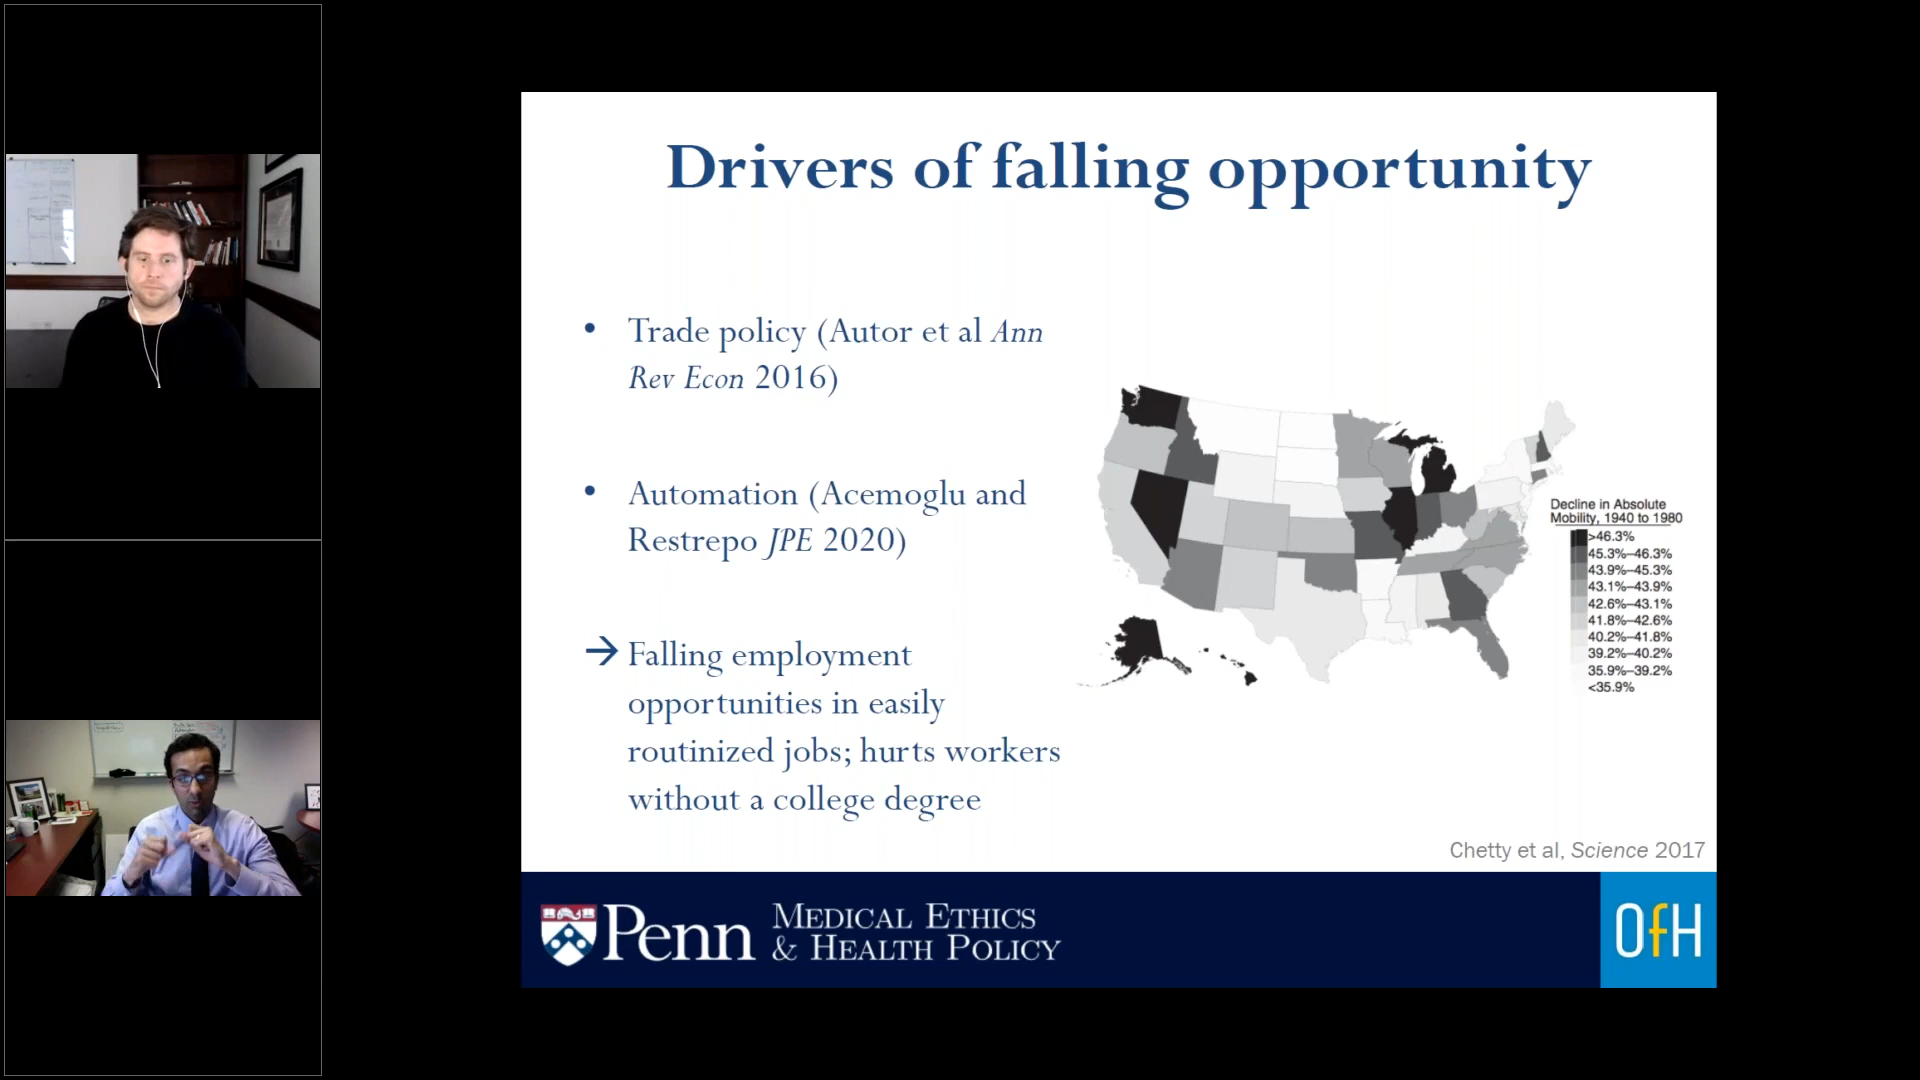 Drivers of falling opportunity
• Trade policy (Autor et al Ann
Rev Econ 2016)
• Automation (Acemoglu and
Restrepo JPE 2020)
→ Falling employment
opportunities in easily
routinized jobs; hurts workers
without a college degree
Decline in Absolute
Mobility, 1940 to 1980
>46.3%
45.3%–46.3%
43.9%–45.3%
43.1%–43.9%
42.6%–43.1%
41.8%–42.6%
40.2%–41.8%
39.2%–40.2%
35.9%–39.2%
<35.9%
Chetty et al, Science 2017
Penn
MEDICAL ETHICS
& HEALTH POLICY
OfH